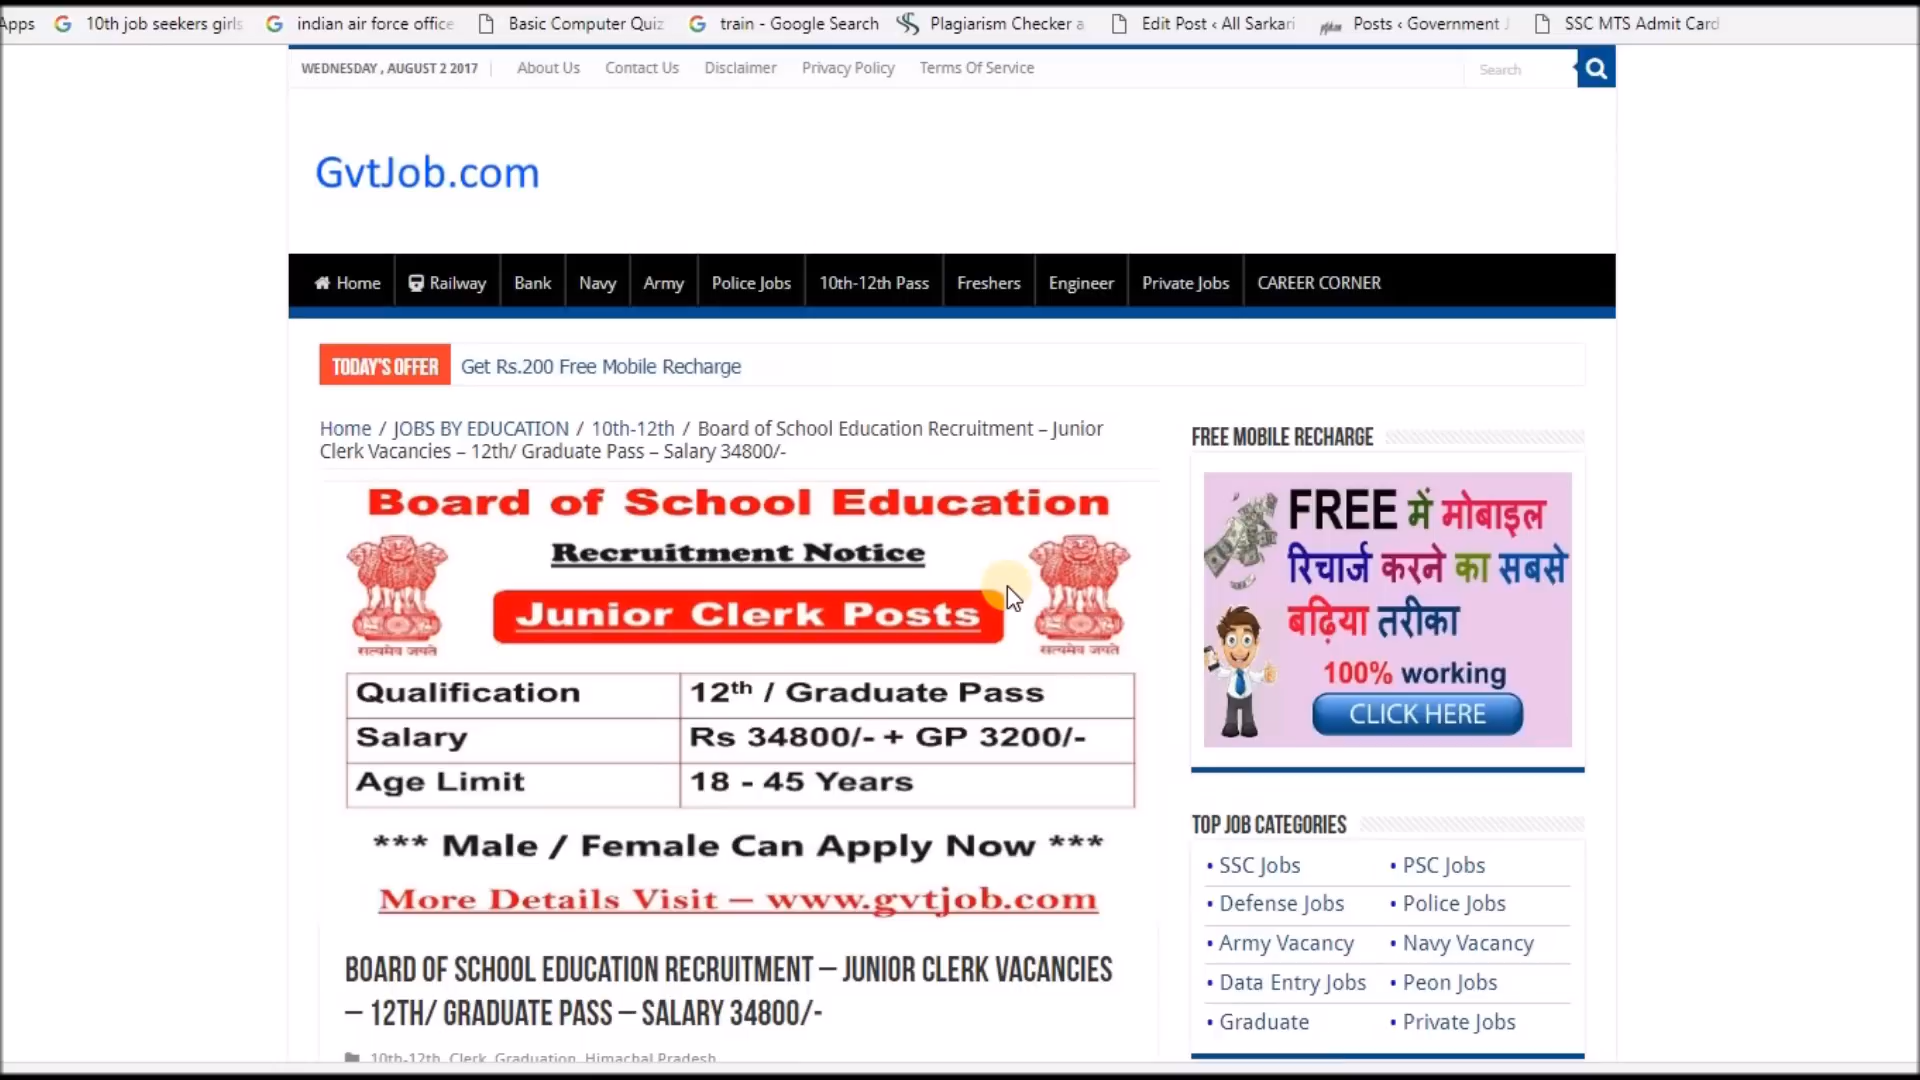 Apps 10th job seekers girls indian air force office Basic Computer Quiz train - Google Search Plagiarism Checker a Edit Post ‹ All Sarkari Posts ‹ Government J SSC MTS Admit Card
WEDNESDAY , AUGUST 2 2017 About Us Contact Us Disclaimer Privacy Policy Terms Of Service Search
GvtJob.com
Home Railway Bank Navy Army Police Jobs 10th-12th Pass Freshers Engineer Private Jobs CAREER CORNER
TODAY'S OFFER Get Rs.200 Free Mobile Recharge
Home / JOBS BY EDUCATION / 10th-12th / Board of School Education Recruitment – Junior
Clerk Vacancies – 12th/ Graduate Pass – Salary 34800/-
Board of School Education
Recruitment Notice
Junior Clerk Posts
सत्यमेव जयते सत्यमेव जयते
Qualification 12th / Graduate Pass
Salary Rs 34800/- + GP 3200/-
Age Limit 18 - 45 Years
*** Male / Female Can Apply Now ***
More Details Visit – www.gvtjob.com
BOARD OF SCHOOL EDUCATION RECRUITMENT – JUNIOR CLERK VACANCIES
– 12TH/ GRADUATE PASS – SALARY 34800/-
10th-12th, Clerk, Graduation, Himachal Pradesh
FREE MOBILE RECHARGE
FREE में मोबाइल
रिचार्ज करने का सबसे
बढ़िया तरीका
100% working
CLICK HERE
TOP JOB CATEGORIES
• SSC Jobs • PSC Jobs
• Defense Jobs • Police Jobs
• Army Vacancy • Navy Vacancy
• Data Entry Jobs • Peon Jobs
• Graduate • Private Jobs